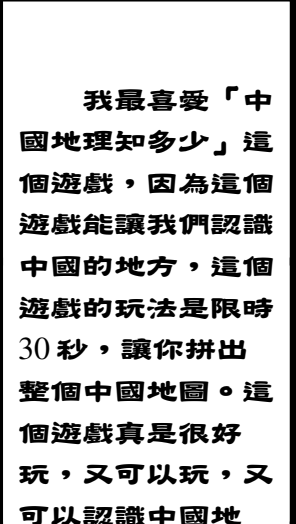 我最喜愛「中
國地理知多少」這
個遊戲，因為這個
遊戲能讓我們認識
中國的地方，這個
遊戲的玩法是限時
30秒，讓你拼出
整個中國地圖。這
個遊戲真是很好
玩，又可以玩，又
可以認識中國地